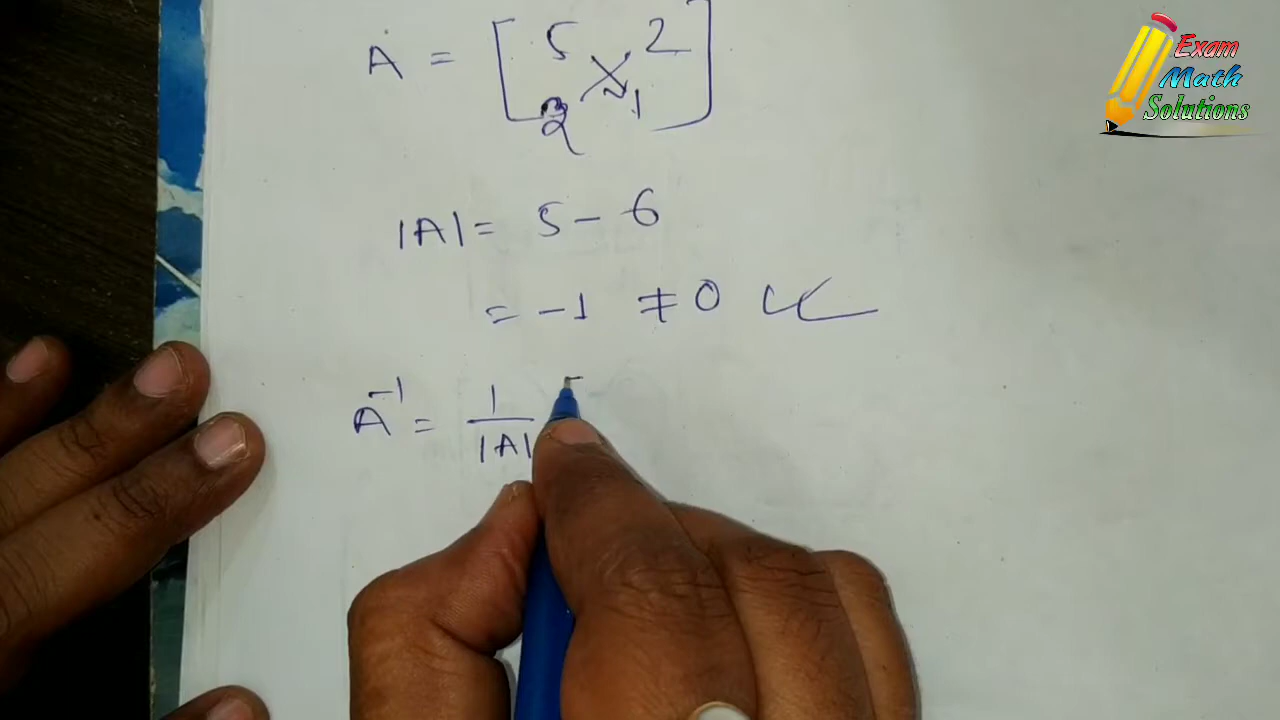 A = [ 5 2
3 1 ]
|A| = 5 - 6
= -1 ≠ 0
A⁻¹ = 1/|A| [
Exam
Math
Solutions